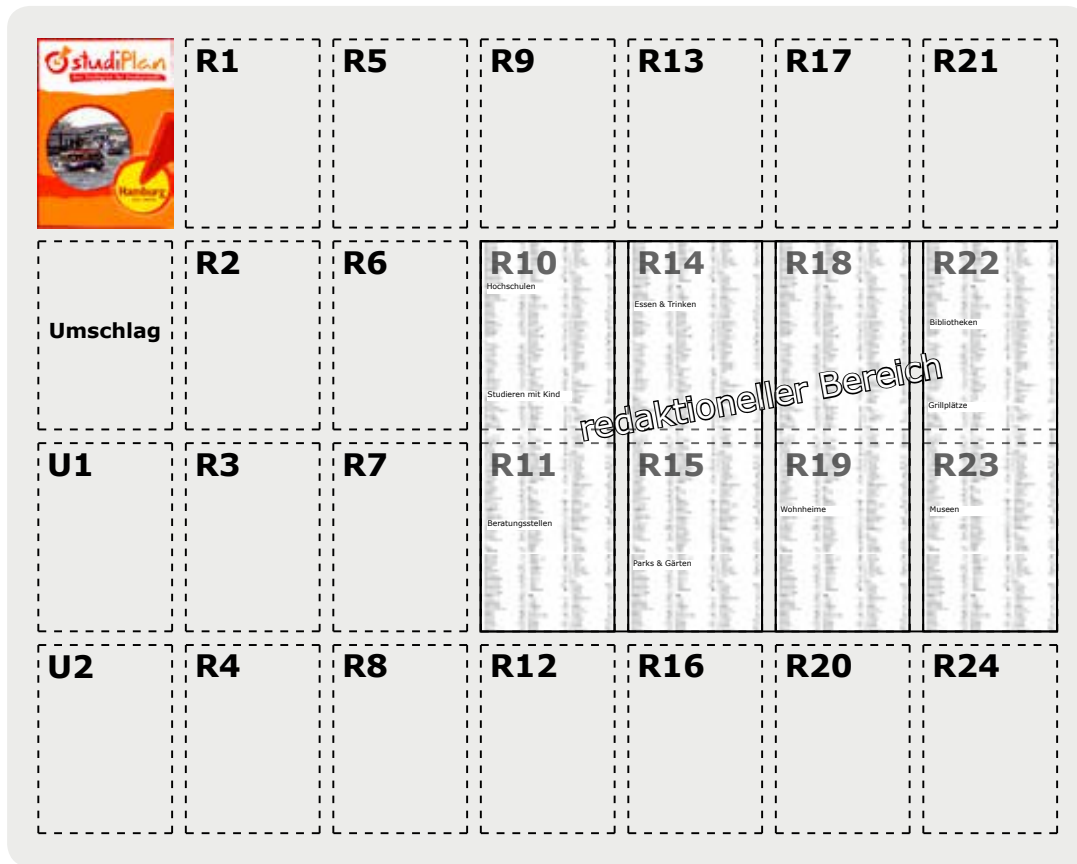 studiPlan
R1
R5
R9
R13
R17
R21
Hamburg
Umschlag
R2
R6
R10
Hochschulen
Studieren mit Kind
R14
Essen & Trinken
R18
R22
Bibliotheken
Grillplätze
redaktioneller Bereich
U1
R3
R7
R11
Beratungsstellen
R15
Parks & Gärten
R19
Wohnheime
R23
Museen
U2
R4
R8
R12
R16
R20
R24